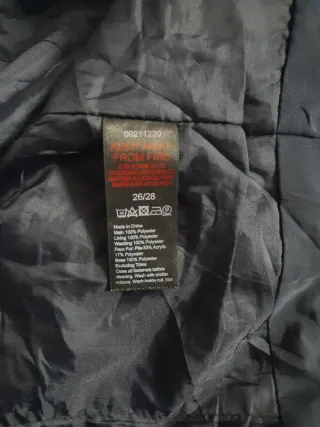 00211220
KEEP AWAY
FROM FIRE
26/28
Made in China
Main 100% Polyester
Lining 100% Polyester
Wadding 100% Polyester
Faux Fur: Pile 83% Acrylic
17% Polyester
Base 100% Polyester
Excluding Trims
Close all fasteners before
cleaning. Wash with similar
colours. Wash inside out.